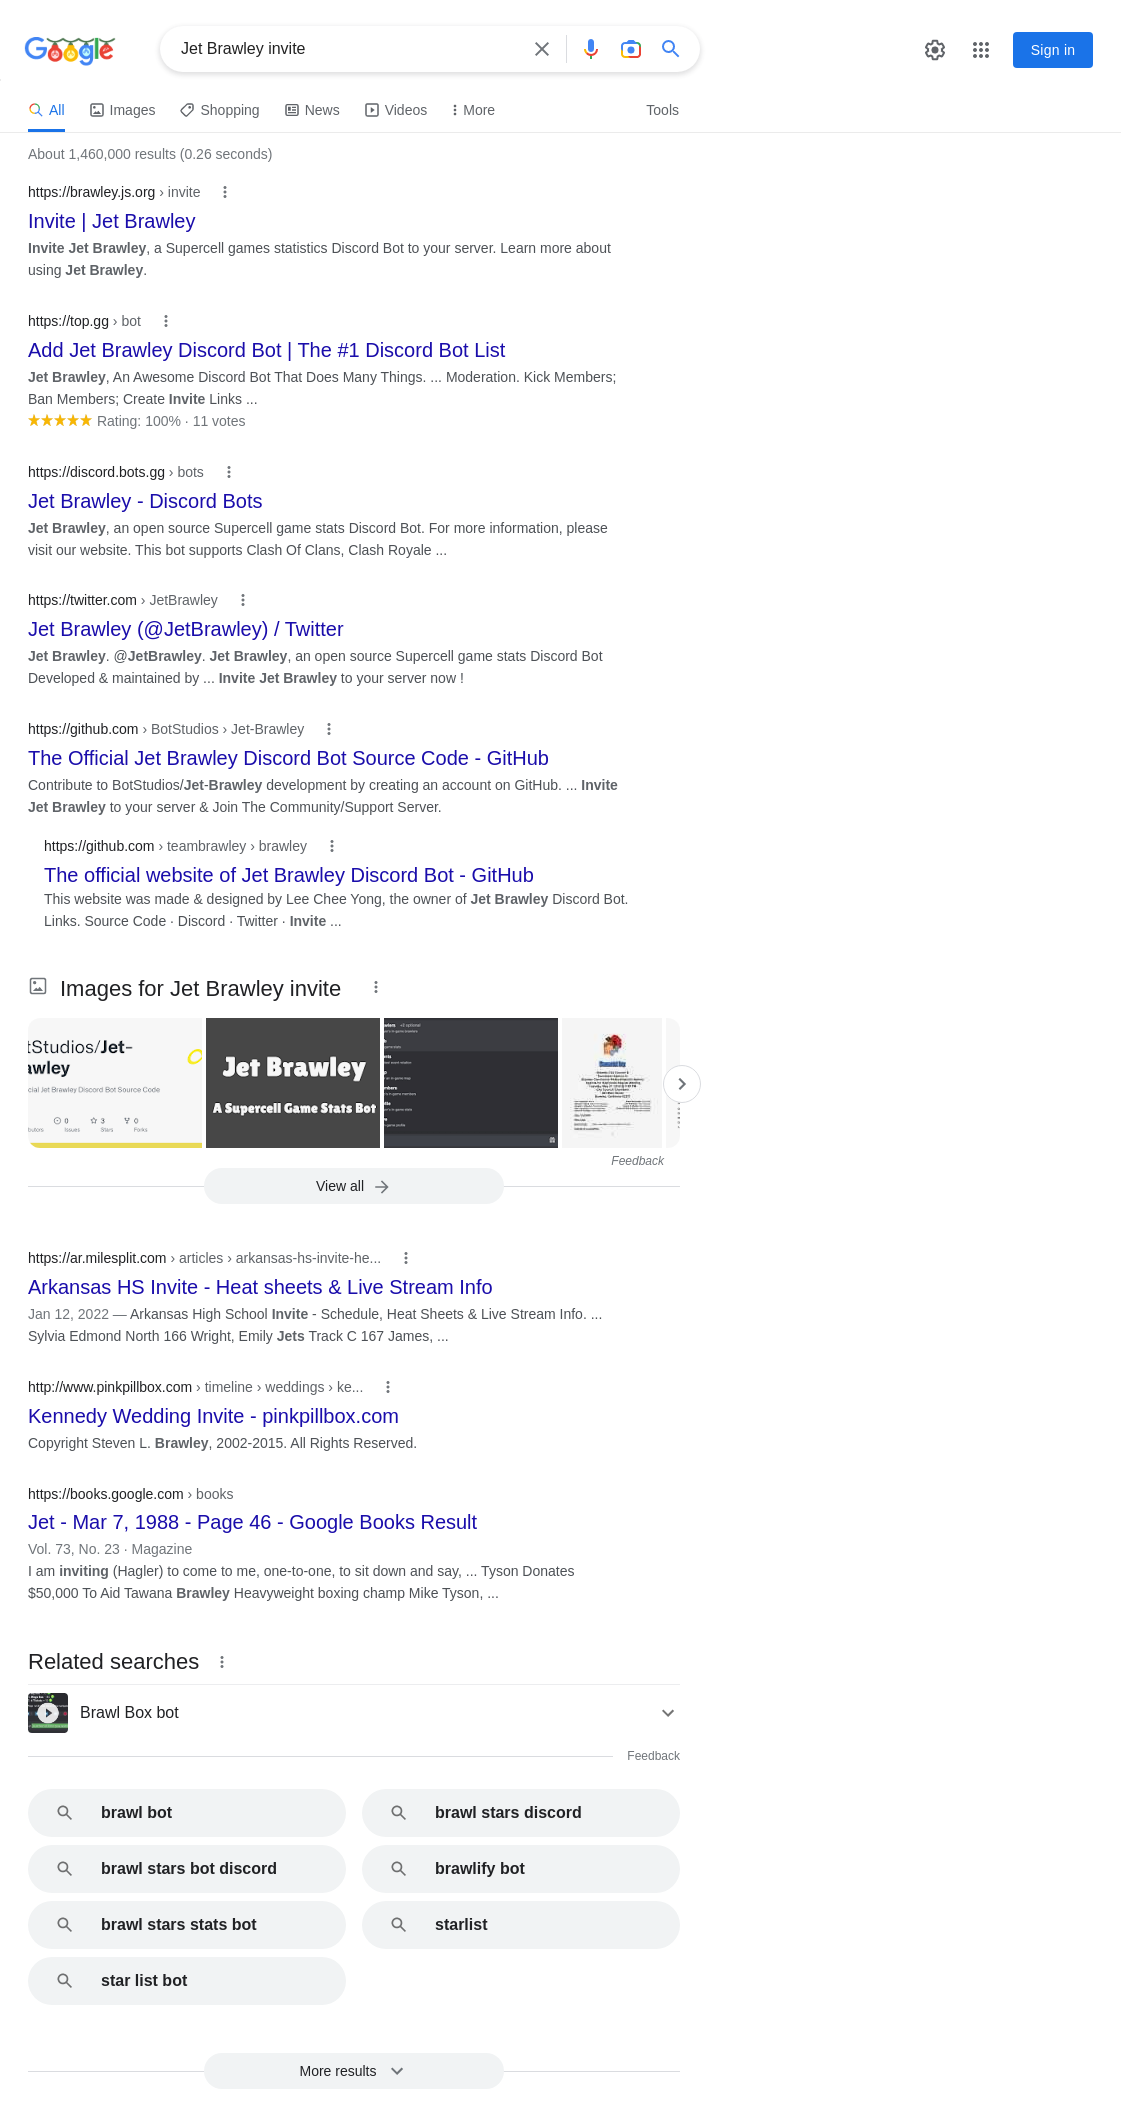 Google
Jet Brawley invite
Sign in
All
Images
Shopping
News
Videos
More
Tools
About 1,460,000 results (0.26 seconds)
https://brawley.js.org › invite
Invite | Jet Brawley
Invite Jet Brawley, a Supercell games statistics Discord Bot to your server. Learn more about
using Jet Brawley.
https://top.gg › bot
Add Jet Brawley Discord Bot | The #1 Discord Bot List
Jet Brawley, An Awesome Discord Bot That Does Many Things. ... Moderation. Kick Members;
Ban Members; Create Invite Links ...
Rating: 100% · 11 votes
https://discord.bots.gg › bots
Jet Brawley - Discord Bots
Jet Brawley, an open source Supercell game stats Discord Bot. For more information, please
visit our website. This bot supports Clash Of Clans, Clash Royale ...
https://twitter.com › JetBrawley
Jet Brawley (@JetBrawley) / Twitter
Jet Brawley. @JetBrawley. Jet Brawley, an open source Supercell game stats Discord Bot
Developed & maintained by ... Invite Jet Brawley to your server now !
https://github.com › BotStudios › Jet-Brawley
The Official Jet Brawley Discord Bot Source Code - GitHub
Contribute to BotStudios/Jet-Brawley development by creating an account on GitHub. ... Invite
Jet Brawley to your server & Join The Community/Support Server.
https://github.com › teambrawley › brawley
The official website of Jet Brawley Discord Bot - GitHub
This website was made & designed by Lee Chee Yong, the owner of Jet Brawley Discord Bot.
Links. Source Code · Discord · Twitter · Invite ...
Images for Jet Brawley invite
tStudios/Jet-
awley
cial Jet Brawley Discord Bot Source Code
0
3
0
Issues
Stars
Forks
Jet Brawley
A Supercell Game Stats Bot
Feedback
View all
https://ar.milesplit.com › articles › arkansas-hs-invite-he...
Arkansas HS Invite - Heat sheets & Live Stream Info
Jan 12, 2022 — Arkansas High School Invite - Schedule, Heat Sheets & Live Stream Info. ...
Sylvia Edmond North 166 Wright, Emily Jets Track C 167 James, ...
http://www.pinkpillbox.com › timeline › weddings › ke...
Kennedy Wedding Invite - pinkpillbox.com
Copyright Steven L. Brawley, 2002-2015. All Rights Reserved.
https://books.google.com › books
Jet - Mar 7, 1988 - Page 46 - Google Books Result
Vol. 73, No. 23 · Magazine
I am inviting (Hagler) to come to me, one-to-one, to sit down and say, ... Tyson Donates
$50,000 To Aid Tawana Brawley Heavyweight boxing champ Mike Tyson, ...
Related searches
Brawl Box bot
Feedback
brawl bot
brawl stars discord
brawl stars bot discord
brawlify bot
brawl stars stats bot
starlist
star list bot
More results